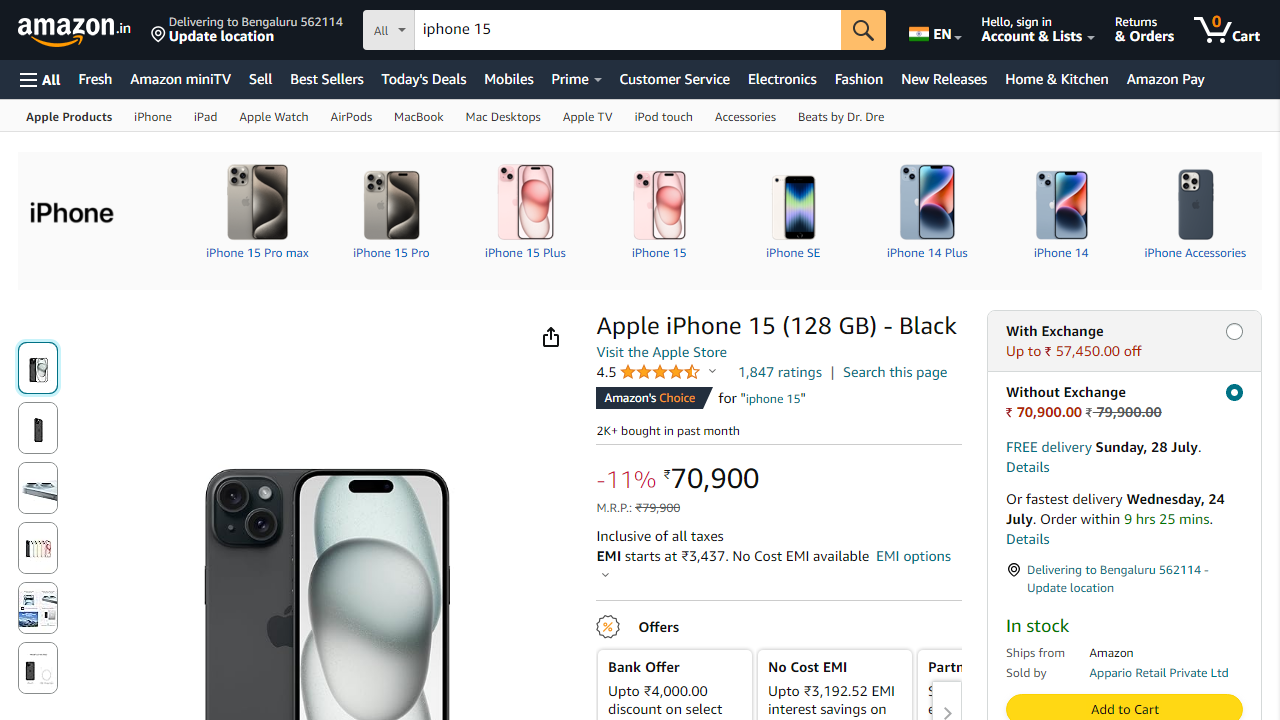 amazon.in
Delivering to Bengaluru 562114
Update location
All
iphone 15
EN
Hello, sign in
Account & Lists
Returns
& Orders
0
Cart
All
Fresh
Amazon miniTV
Sell
Best Sellers
Today's Deals
Mobiles
Prime
Customer Service
Electronics
Fashion
New Releases
Home & Kitchen
Amazon Pay
Apple Products
iPhone
iPad
Apple Watch
AirPods
MacBook
Mac Desktops
Apple TV
iPod touch
Accessories
Beats by Dr. Dre
iPhone
iPhone 15 Pro max
iPhone 15 Pro
iPhone 15 Plus
iPhone 15
iPhone SE
iPhone 14 Plus
iPhone 14
iPhone Accessories
Apple iPhone 15 (128 GB) - Black
Visit the Apple Store
4.5
1,847 ratings | Search this page
Amazon's Choice for "iphone 15"
2K+ bought in past month
-11% ₹70,900
M.R.P.: ₹79,900
Inclusive of all taxes
EMI starts at ₹3,437. No Cost EMI available EMI options
Offers
Bank Offer
Upto ₹4,000.00
discount on select
No Cost EMI
Upto ₹3,192.52 EMI
interest savings on
Partn
With Exchange
Up to ₹ 57,450.00 off
Without Exchange
₹ 70,900.00 ₹ 79,900.00
FREE delivery Sunday, 28 July.
Details
Or fastest delivery Wednesday, 24
July. Order within 9 hrs 25 mins.
Details
Delivering to Bengaluru 562114 -
Update location
In stock
Ships from Amazon
Sold by Appario Retail Private Ltd
Add to Cart